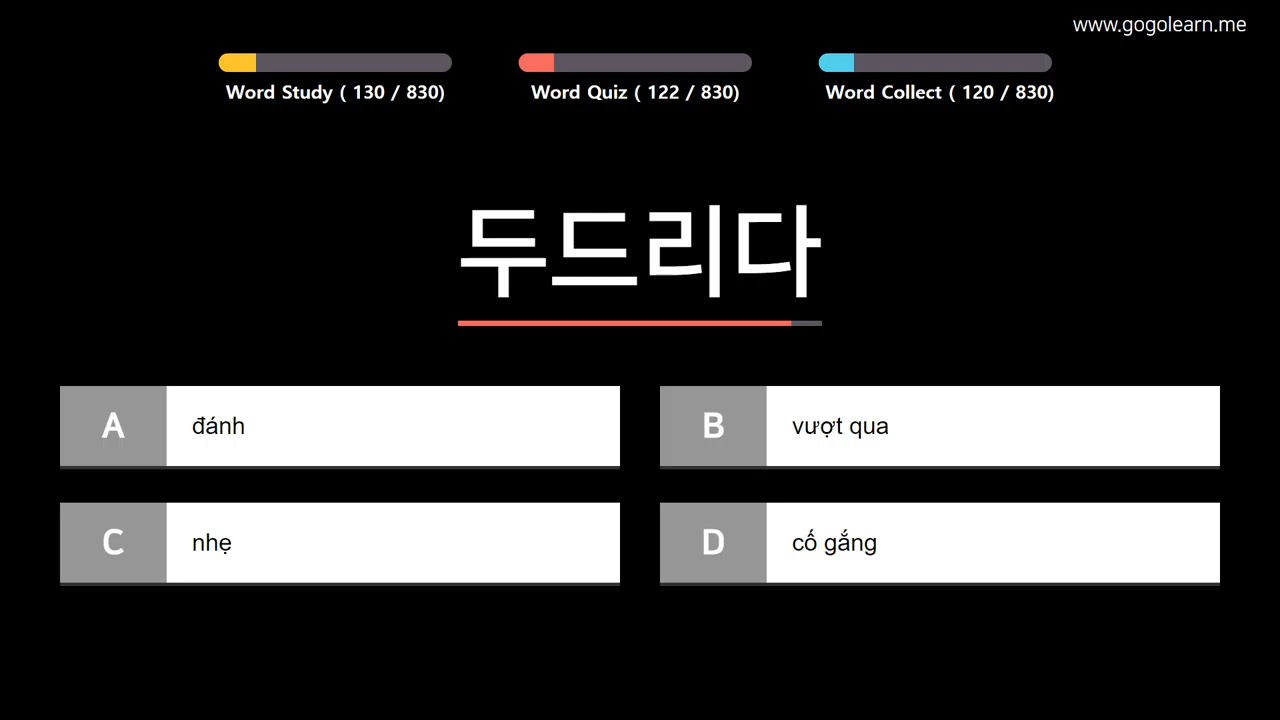 www.gogolearn.me
Word Study ( 130 / 830)
Word Quiz ( 122 / 830)
Word Collect ( 120 / 830)
두드리다
A đánh
B vượt qua
C nhẹ
D cố gắng